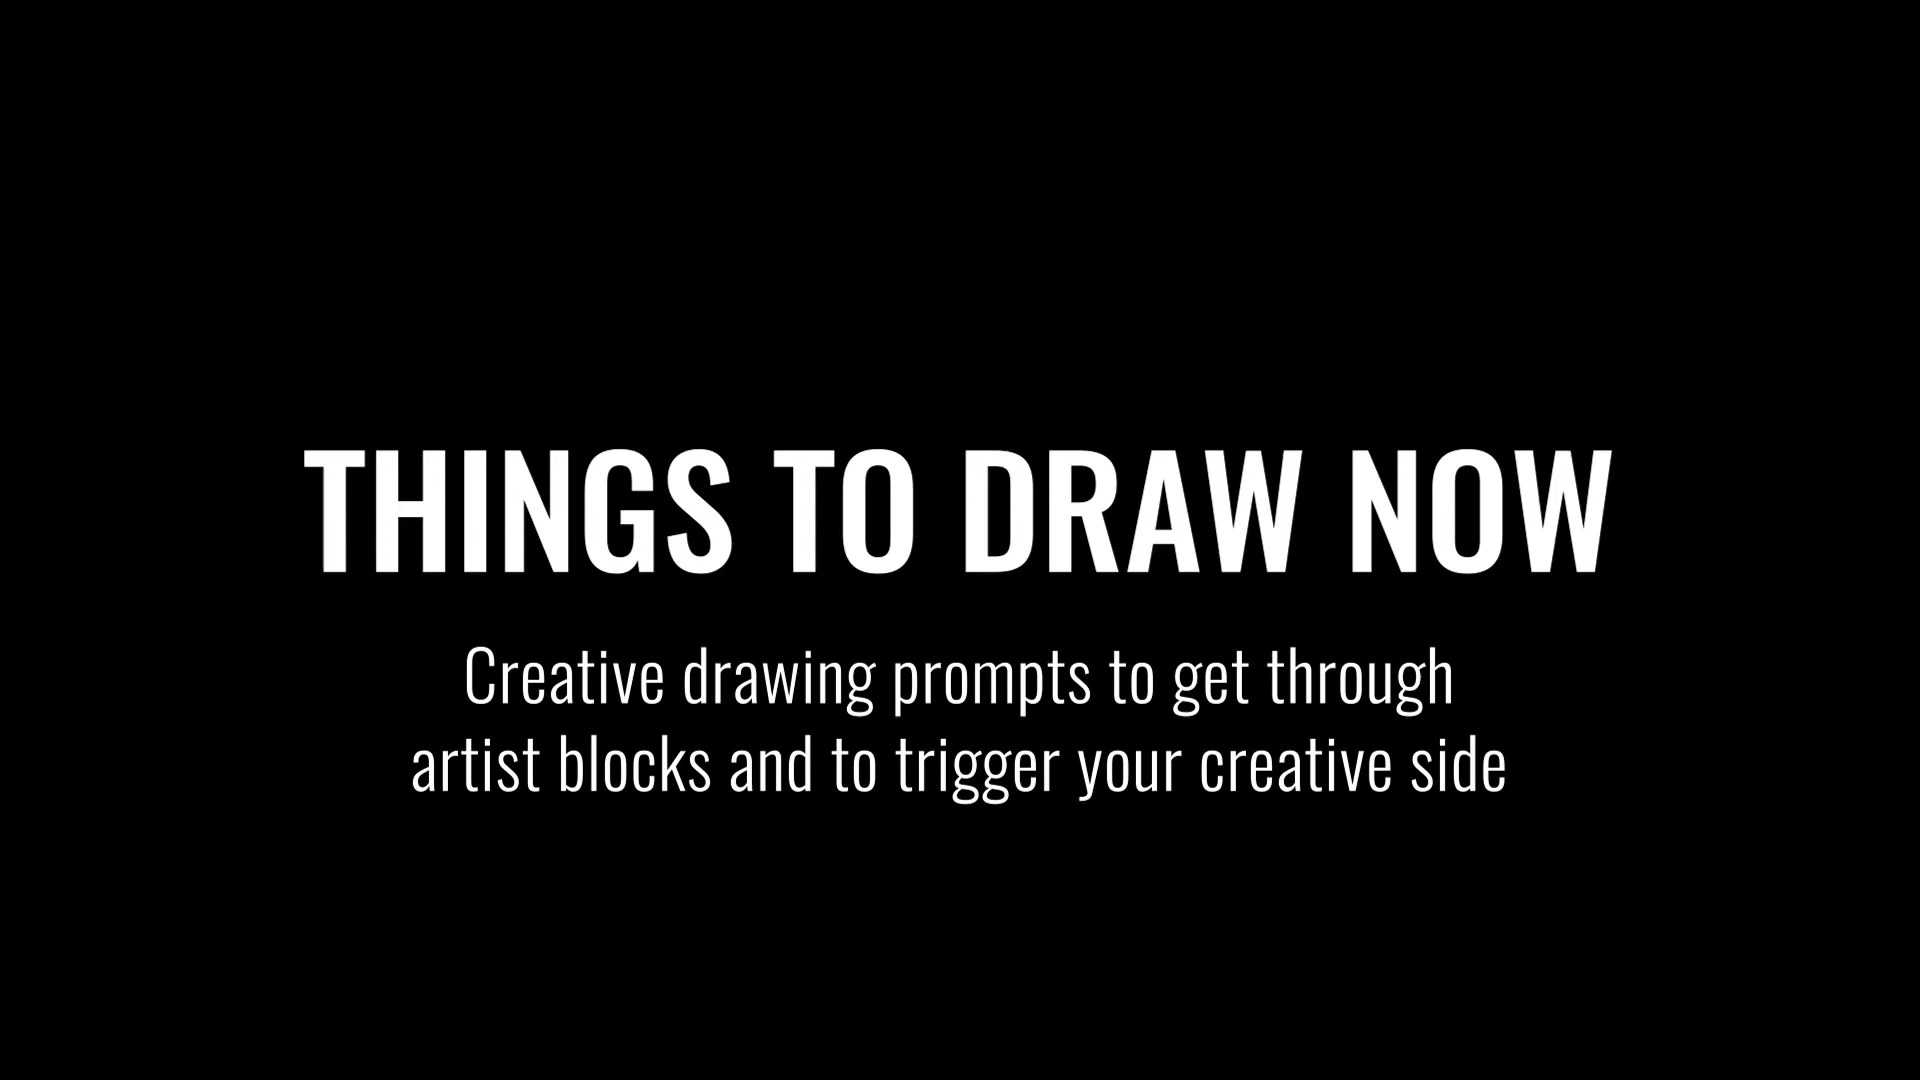 THINGS TO DRAW NOW
Creative drawing prompts to get through
artist blocks and to trigger your creative side